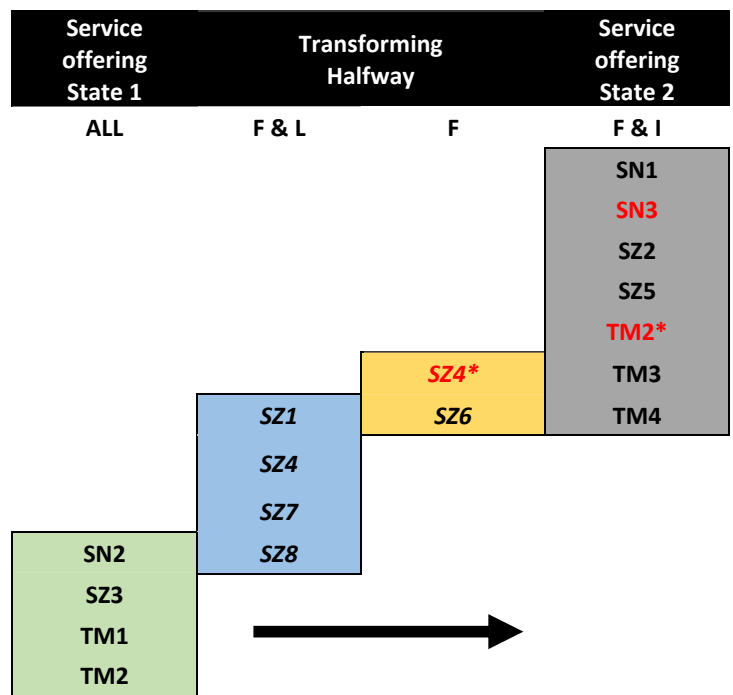 Service offering State 1
Transforming Halfway
Service offering State 2
ALL
F & L
F
F & I
SN1
SN3
SZ2
SZ5
TM2*
SZ4*
TM3
SZ1
SZ6
TM4
SZ4
SZ7
SN2
SZ8
SZ3
TM1
TM2